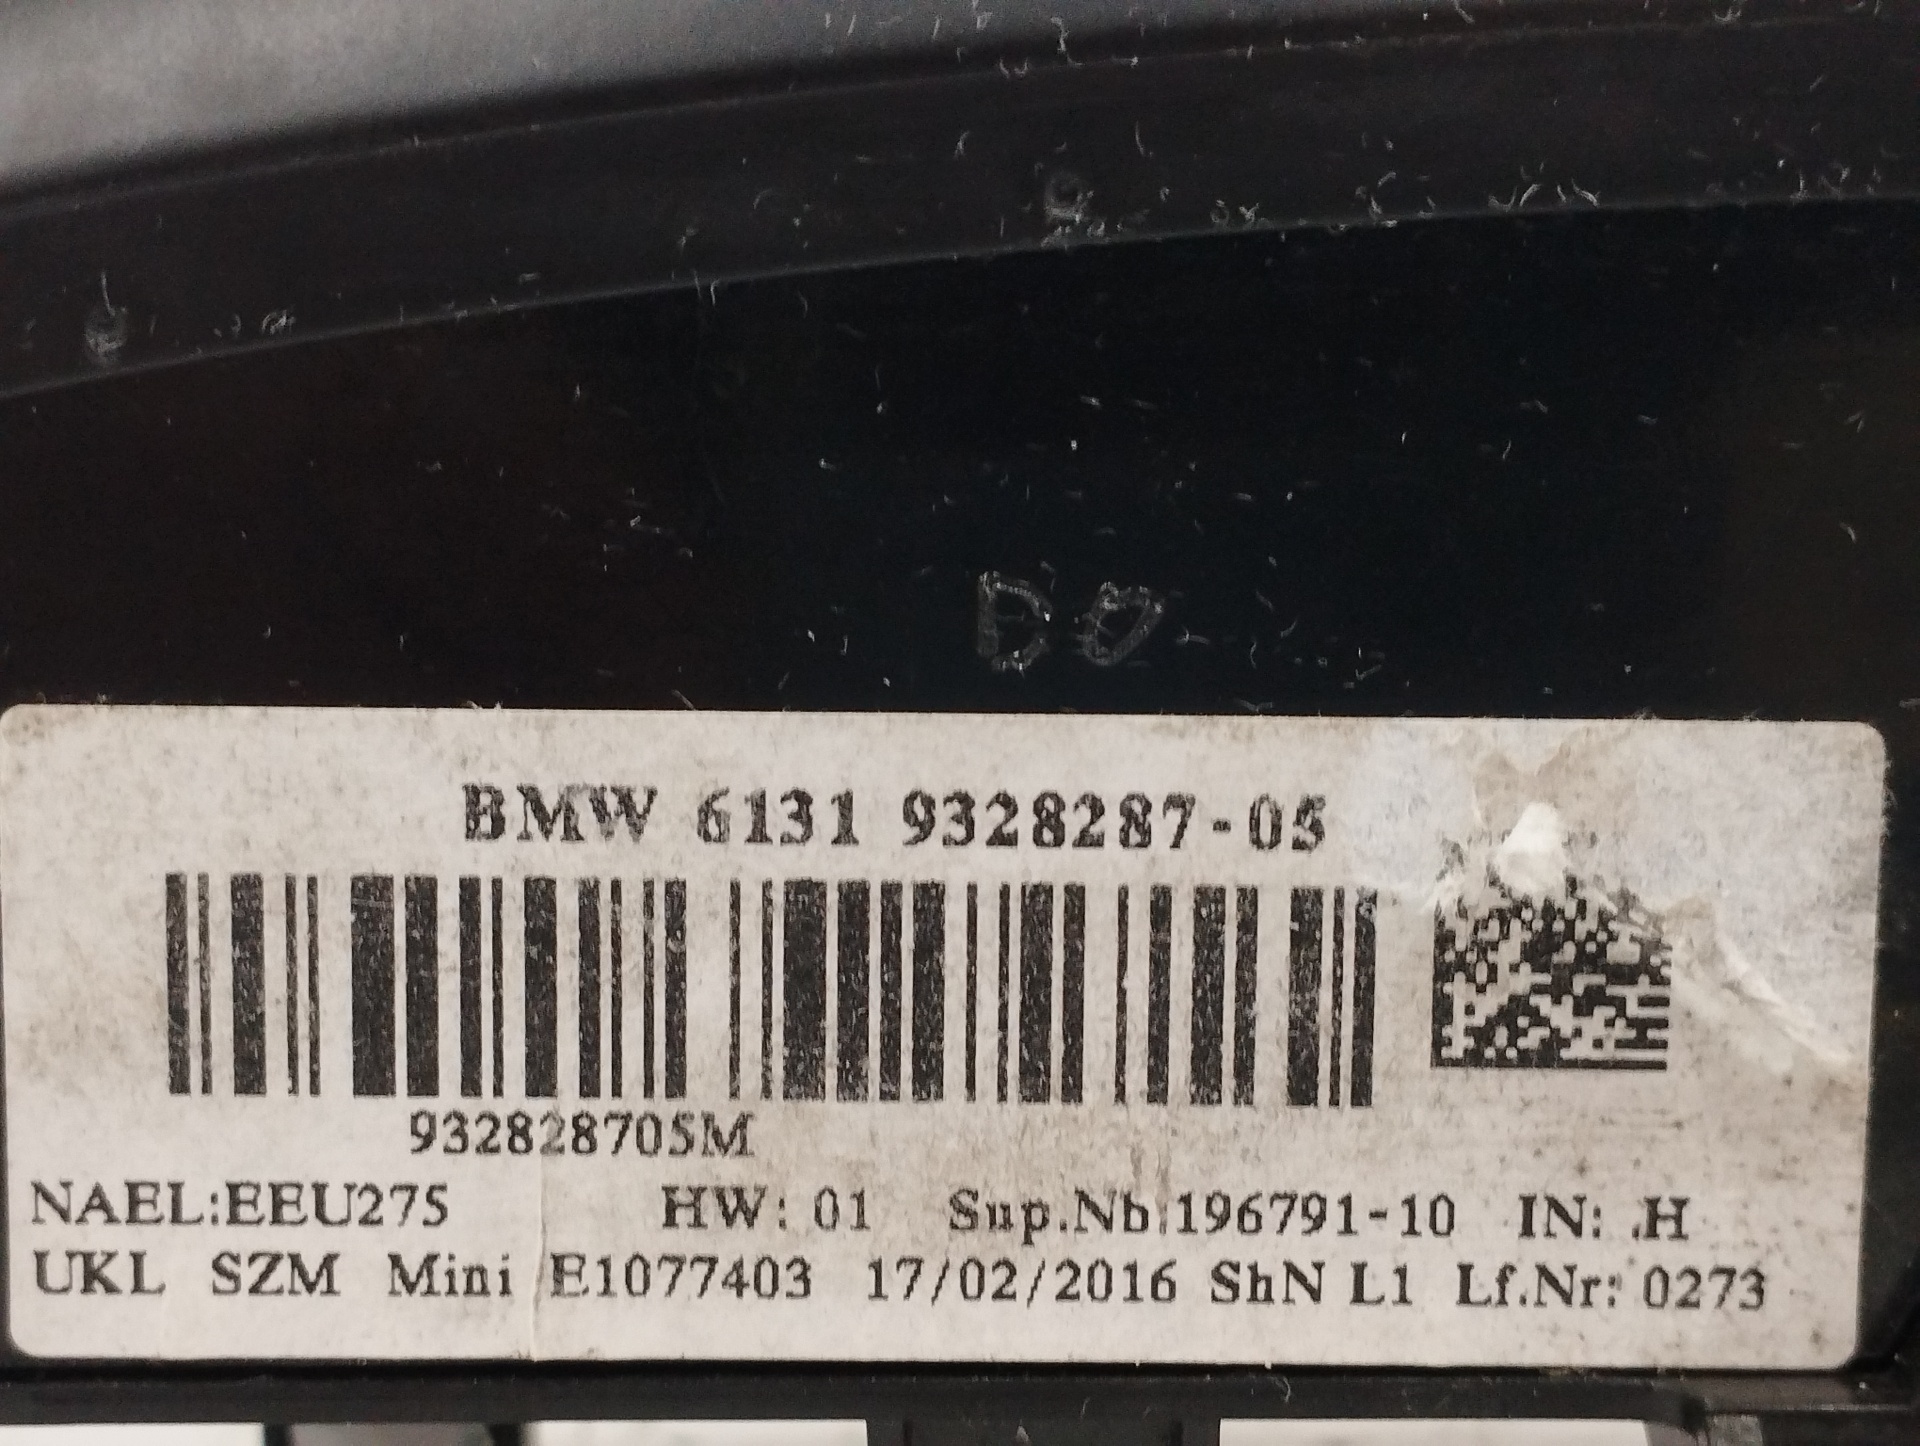 BMW 6131 9328287-05
932828705M
NAEL:EEU275 HW: 01 Sup.Nb:196791-10 IN: .H
UKL SZM Mini E1077403 17/02/2016 ShN L1 Lf.Nr: 0273